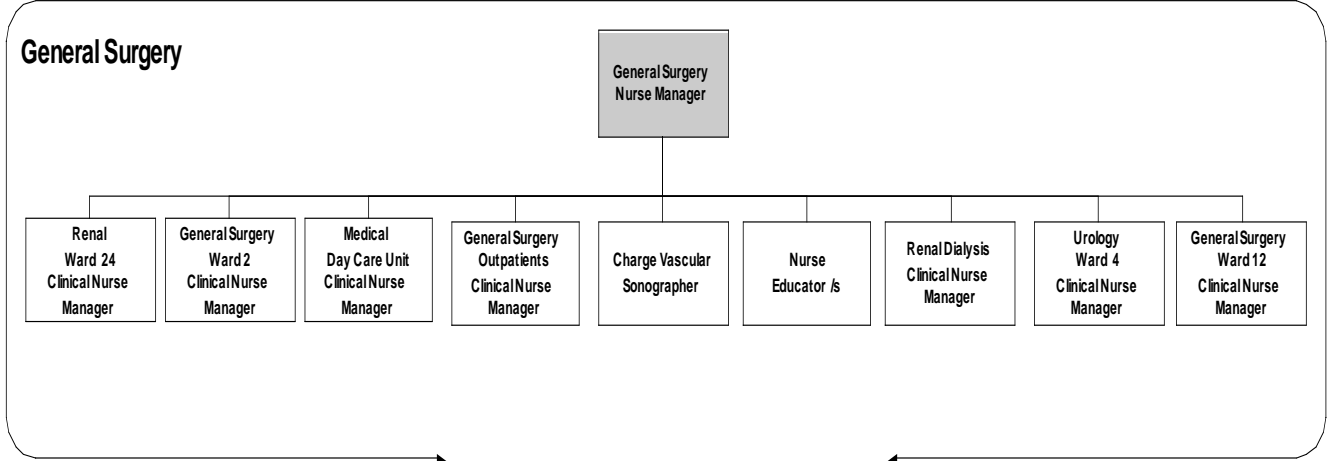 General Surgery
General Surgery
Nurse Manager
Renal
Ward 24
Clinical Nurse
Manager
General Surgery
Ward 2
Clinical Nurse
Manager
Medical
Day Care Unit
Clinical Nurse
Manager
General Surgery
Outpatients
Clinical Nurse
Manager
Charge Vascular
Sonographer
Nurse
Educator /s
Renal Dialysis
Clinical Nurse
Manager
Urology
Ward 4
Clinical Nurse
Manager
General Surgery
Ward 12
Clinical Nurse
Manager